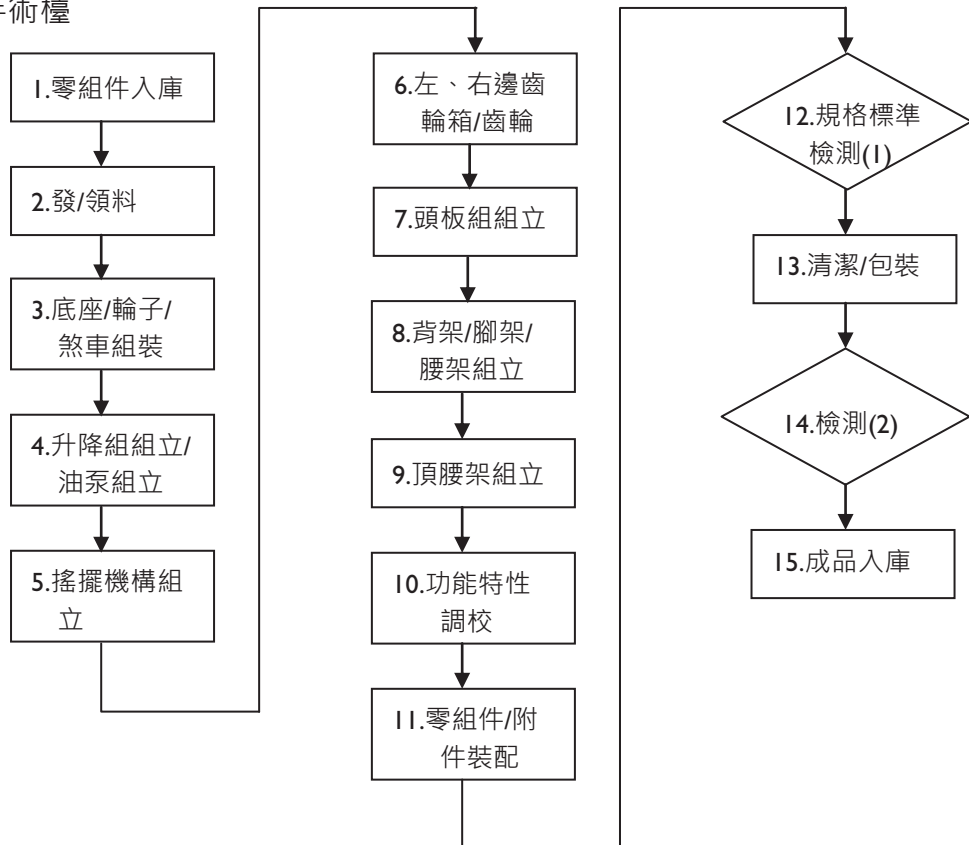 術檯
1.零組件入庫
2.發/領料
3.底座/輪子/
煞車組裝
4.升降組組立/
油泵組立
5.搖擺機構組
立
6.左、右邊齒
輪箱/齒輪
7.頭板組組立
8.背架/腳架/
腰架組立
9.頂腰架組立
10.功能特性
調校
11.零組件/附
件裝配
12.規格標準
檢測(1)
13.清潔/包裝
14.檢測(2)
15.成品入庫